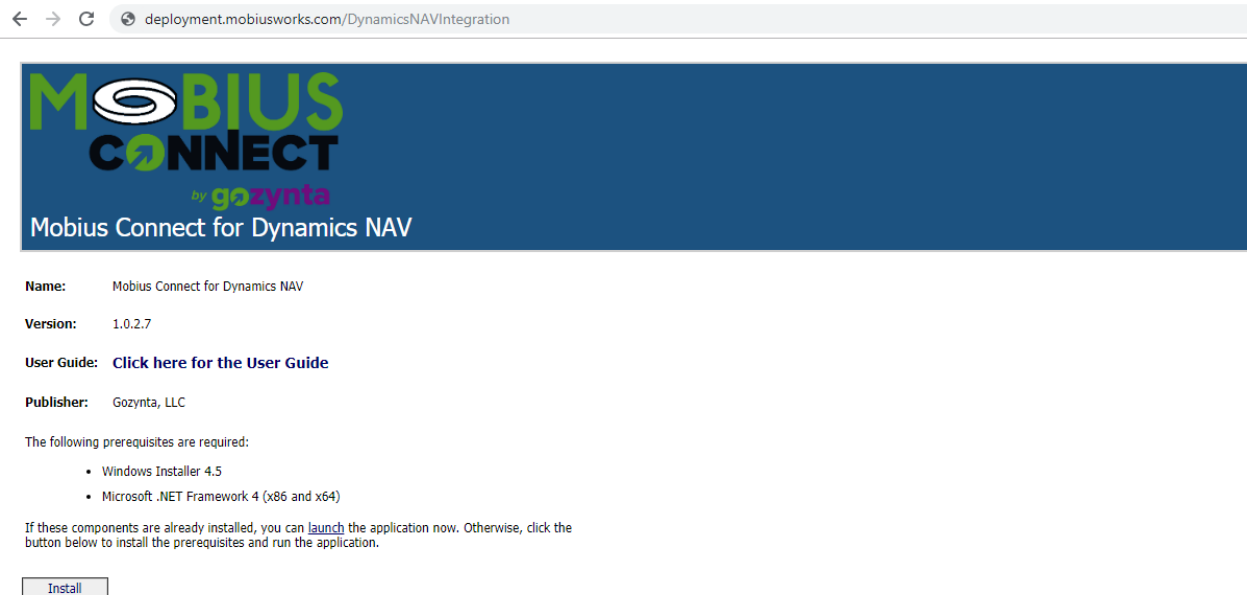 deployment.mobiusworks.com/DynamicsNAVIntegration
MOBIUS
CONNECT
by gozynta
Mobius Connect for Dynamics NAV
Name: Mobius Connect for Dynamics NAV
Version: 1.0.2.7
User Guide: Click here for the User Guide
Publisher: Gozynta, LLC
The following prerequisites are required:
• Windows Installer 4.5
• Microsoft .NET Framework 4 (x86 and x64)
If these components are already installed, you can launch the application now. Otherwise, click the
button below to install the prerequisites and run the application.
Install